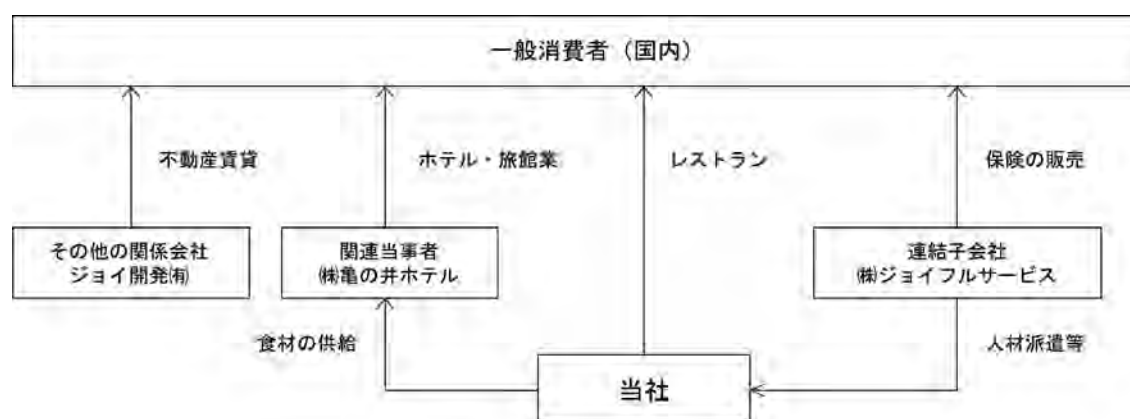 一般消費者（国内）
不動産賃貸
ホテル・旅館業
レストラン
保険の販売
その他の関係会社
ジョイ開発㈲
関連当事者
㈱亀の井ホテル
連結子会社
㈱ジョイフルサービス
食材の供給
人材派遣等
当社